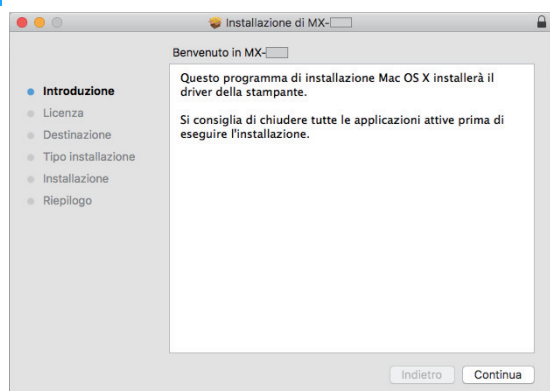 Installazione di MX-
Benvenuto in MX-
Introduzione
Licenza
Destinazione
Tipo installazione
Installazione
Riepilogo
Questo programma di installazione Mac OS X installerà il
driver della stampante.
Si consiglia di chiudere tutte le applicazioni attive prima di
eseguire l'installazione.
Indietro
Continua